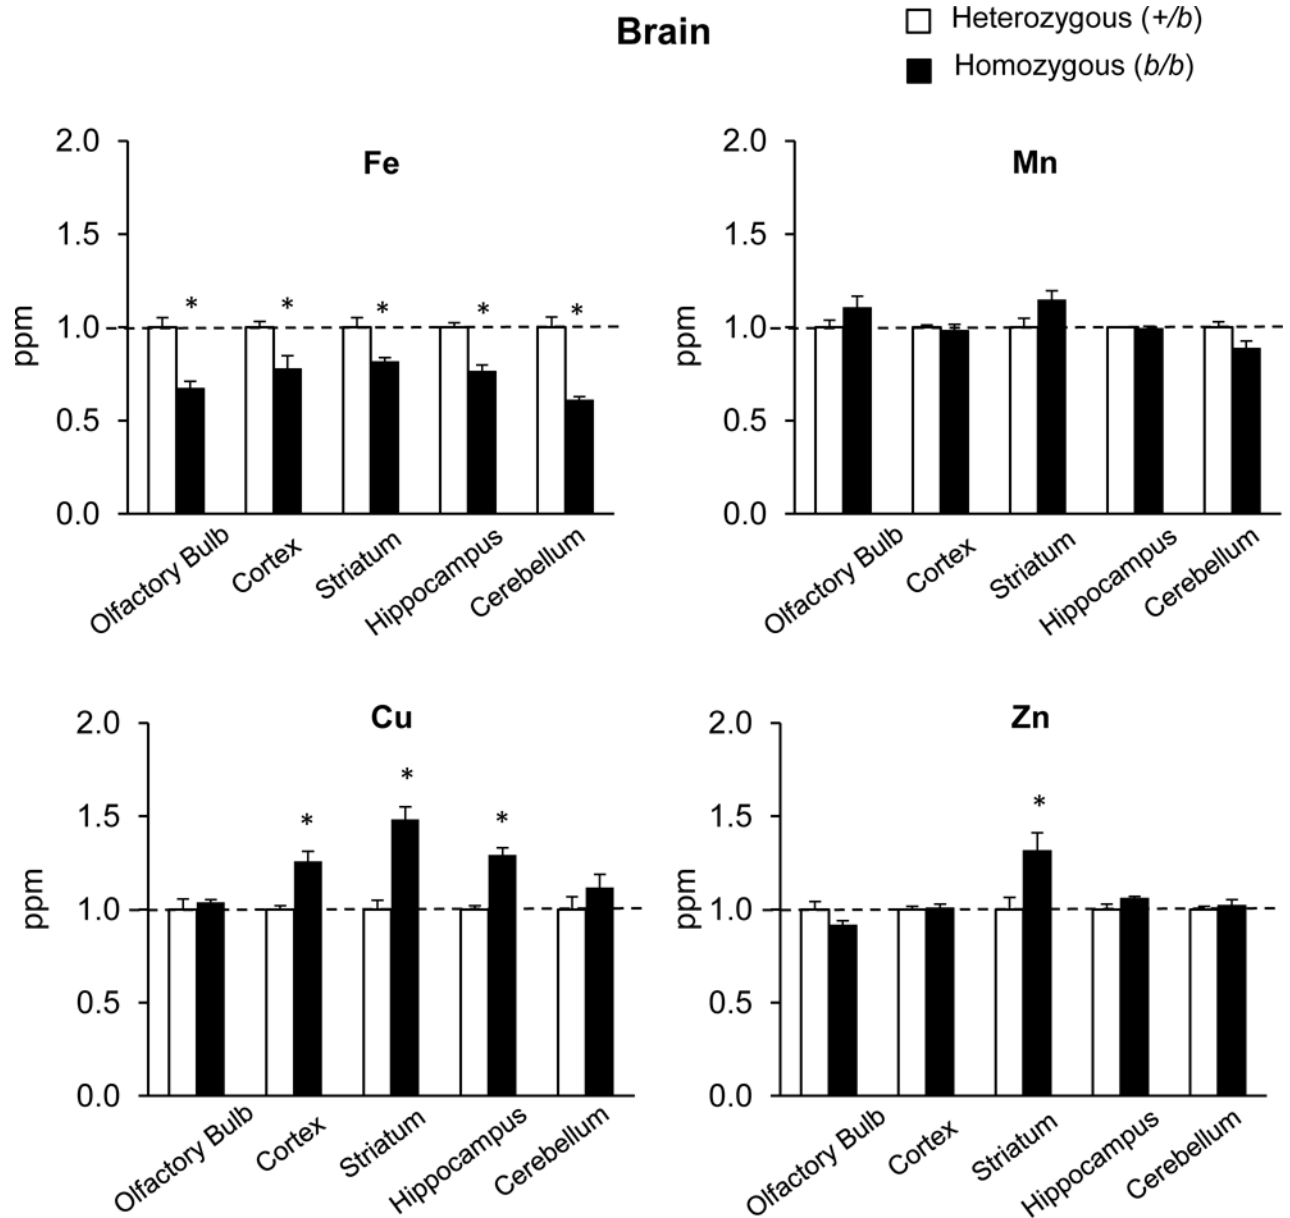 Brain
Heterozygous (+/b)
Homozygous (b/b)
Fe
2.0
1.5
1.0
0.5
0.0
ppm
* * * * *
Olfactory Bulb
Cortex
Striatum
Hippocampus
Cerebellum
Mn
2.0
1.5
1.0
0.5
0.0
ppm
Olfactory Bulb
Cortex
Striatum
Hippocampus
Cerebellum
Cu
2.0
1.5
1.0
0.5
0.0
ppm
* * *
Olfactory Bulb
Cortex
Striatum
Hippocampus
Cerebellum
Zn
2.0
1.5
1.0
0.5
0.0
ppm
*
Olfactory Bulb
Cortex
Striatum
Hippocampus
Cerebellum